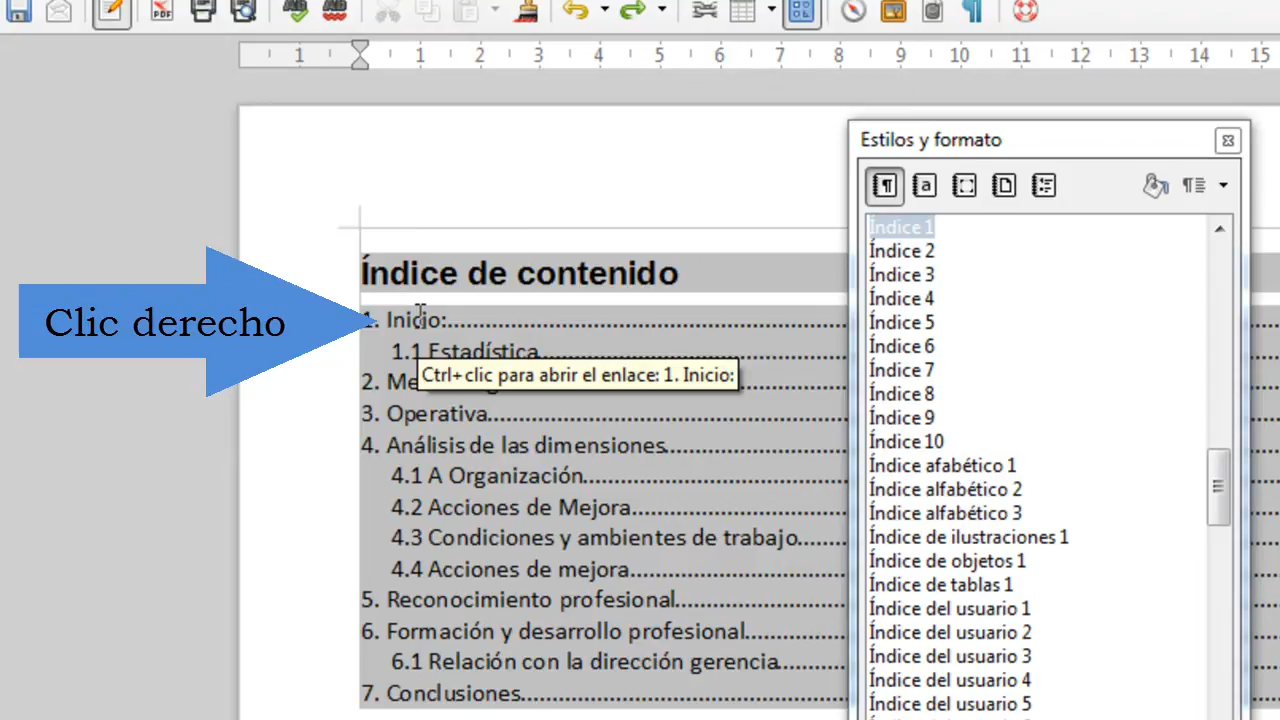 1 1 2 3 4 5 6 7 8 9 10 11 12 13 14 15
Estilos y formato
Índice de contenido
Clic derecho
1. Inicio:
1.1 Estadística
Ctrl+clic para abrir el enlace: 1. Inicio:
2.
3. Operativa
4. Análisis de las dimensiones
4.1 A Organización
4.2 Acciones de Mejora
4.3 Condiciones y ambientes de trabajo
4.4 Acciones de mejora
5. Reconocimiento profesional
6. Formación y desarrollo profesional
6.1 Relación con la dirección gerencia
7. Conclusiones
Índice 1
Índice 2
Índice 3
Índice 4
Índice 5
Índice 6
Índice 7
Índice 8
Índice 9
Índice 10
Índice afabético 1
Índice alfabético 2
Índice alfabético 3
Índice de ilustraciones 1
Índice de objetos 1
Índice de tablas 1
Índice del usuario 1
Índice del usuario 2
Índice del usuario 3
Índice del usuario 4
Índice del usuario 5